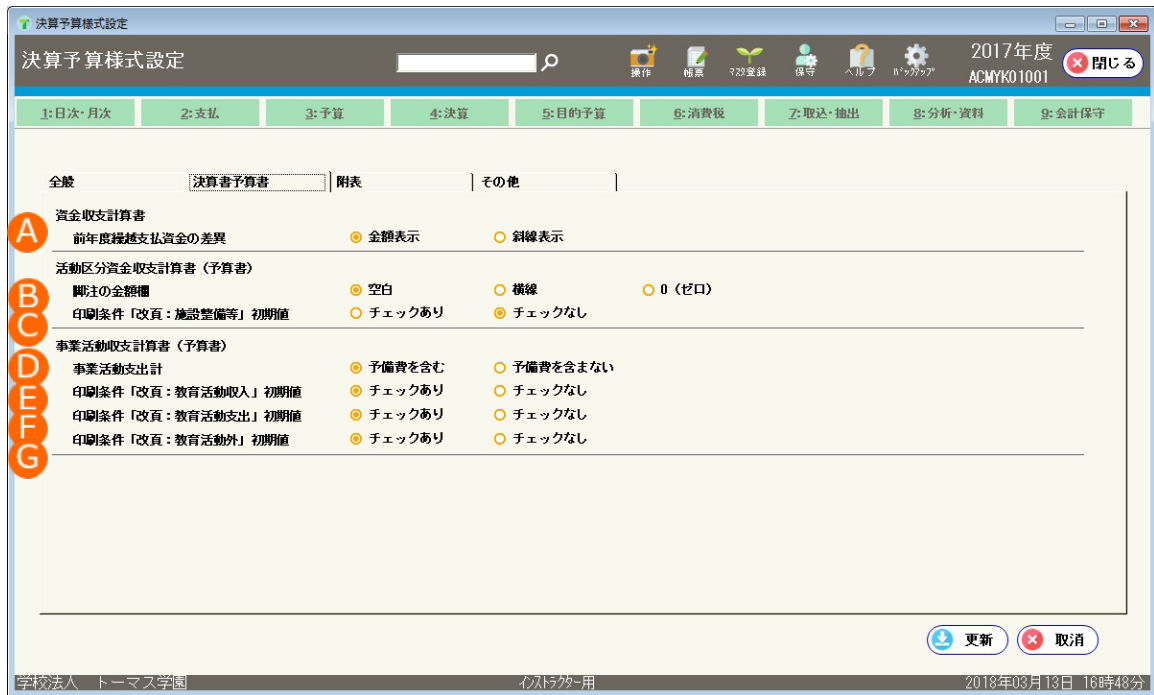 決算予算様式設定
決算予算様式設定
操作 帳票 マスタ登録 保守 ヘルプ バックアップ
2017年度
ACMYK01001
閉じる
1:日次・月次 2:支払 3:予算 4:決算 5:目的予算 6:消費税 7:取込・抽出 8:分析・資料 9:会計保守
全般 決算書予算書 附表 その他
資金収支計算書
A 前年度繰越支払資金の差異 金額表示 斜線表示
活動区分資金収支計算書（予算書）
B 脚注の金額欄 空白 横線 0（ゼロ）
C 印刷条件「改頁：施設整備等」初期値 チェックあり チェックなし
事業活動収支計算書（予算書）
D 事業活動支出計 予備費を含む 予備費を含まない
E 印刷条件「改頁：教育活動収入」初期値 チェックあり チェックなし
F 印刷条件「改頁：教育活動支出」初期値 チェックあり チェックなし
G 印刷条件「改頁：教育活動外」初期値 チェックあり チェックなし
更新 取消
学校法人 トーマス学園 インストラクター用 2018年03月13日 16時48分